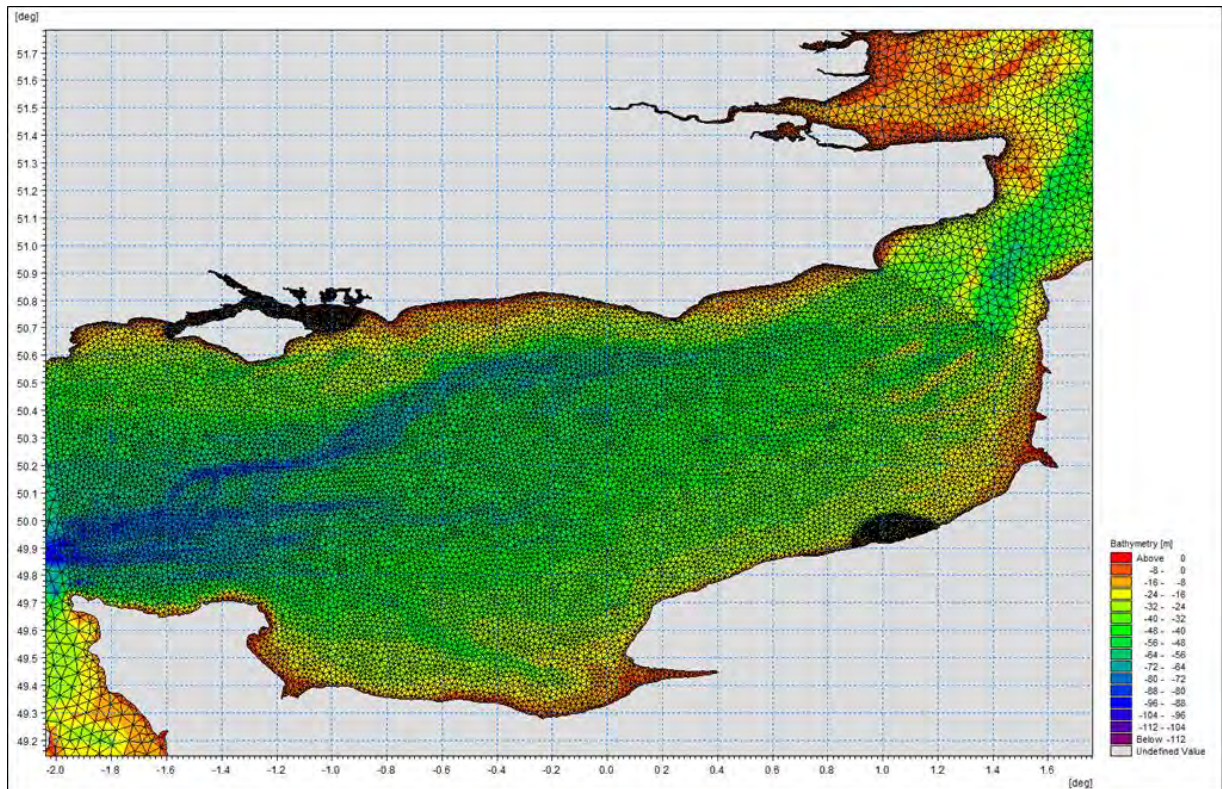 [deg]
51.7
51.6
51.5
51.4
51.3
51.2
51.1
51.0
50.9
50.8
50.7
50.6
50.5
50.4
50.3
50.2
50.1
50.0
49.9
49.8
49.7
49.6
49.5
49.4
49.3
49.2
-2.0 -1.8 -1.6 -1.4 -1.2 -1.0 -0.8 -0.6 -0.4 -0.2 0.0 0.2 0.4 0.6 0.8 1.0 1.2 1.4 1.6
[deg]
Bathymetry [m]
Above 0
-8 - 0
-16 - -8
-24 - -16
-32 - -24
-40 - -32
-48 - -40
-56 - -48
-64 - -56
-72 - -64
-80 - -72
-88 - -80
-96 - -88
-104 - -96
-112 - -104
Below -112
Undefined Value